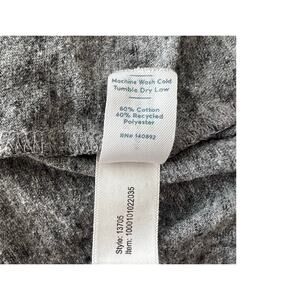 Machine Wash Cold
Tumble Dry Low
60% Cotton
40% Recycled
Polyester
RN# 140892
Style: 13705
Item: 1000101022035